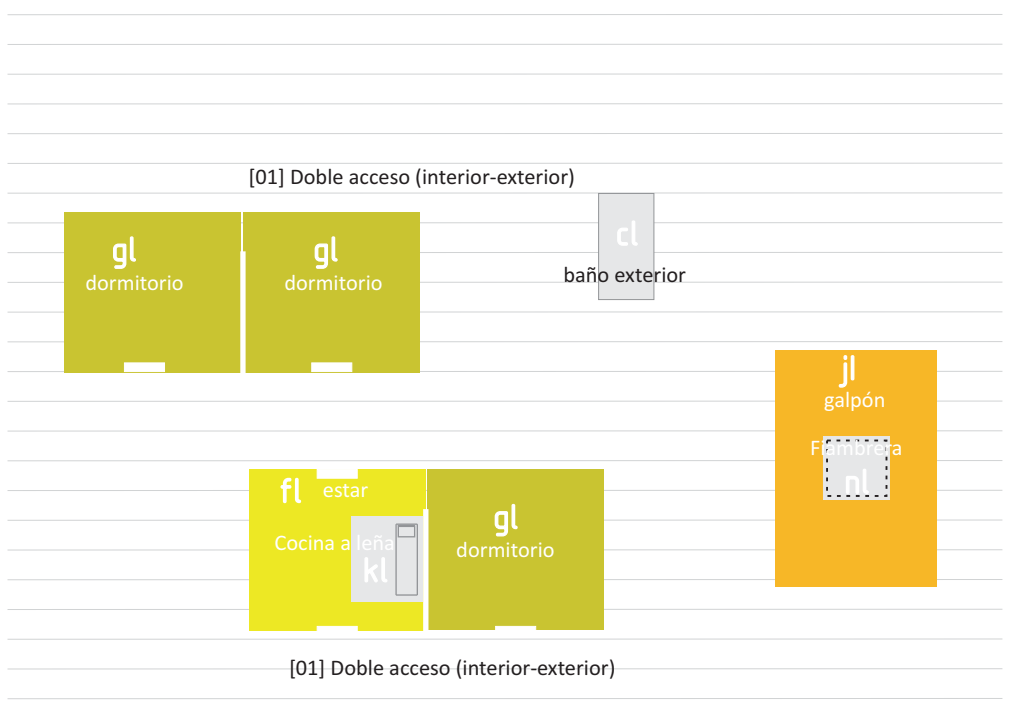 [01] Doble acceso (interior-exterior)
cl
baño exterior
gl
dormitorio
gl
dormitorio
jl
galpón
Fiambrera
nl
fl estar
Cocina a leña
kl
gl
dormitorio
[01] Doble acceso (interior-exterior)